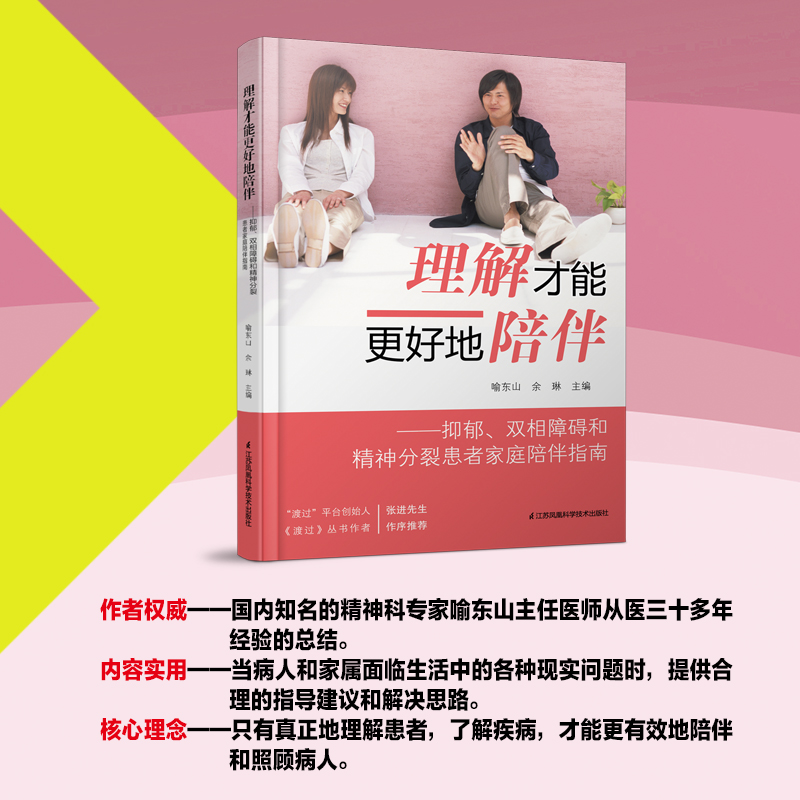 理解才能更好地陪伴
——抑郁、双相障碍和精神分裂
患者家庭陪伴指南
喻东山 余 琳 主编
江苏凤凰科学技术出版社
理解才能
更好地陪伴
喻东山 余 琳 主编
——抑郁、双相障碍和
精神分裂患者家庭陪伴指南
“渡过”平台创始人
《渡过》丛书作者
张进先生
作序推荐
江苏凤凰科学技术出版社
作者权威——国内知名的精神科专家喻东山主任医师从医三十多年
经验的总结。
内容实用——当病人和家属面临生活中的各种现实问题时，提供合
理的指导建议和解决思路。
核心理念——只有真正地理解患者，了解疾病，才能更有效地陪伴
和照顾病人。